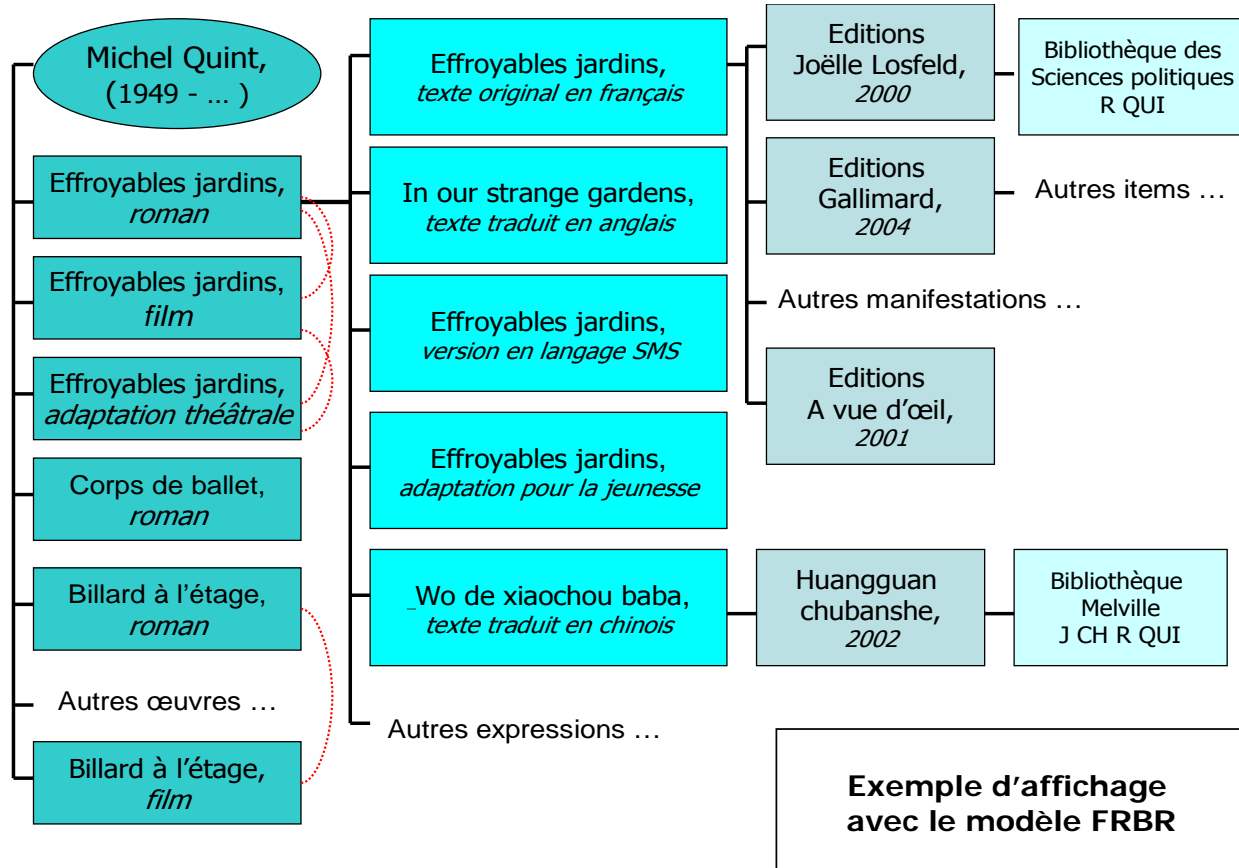 Michel Quint,
(1949 - … )
Effroyables jardins,
roman
Effroyables jardins,
film
Effroyables jardins,
adaptation théâtrale
Corps de ballet,
roman
Billard à l'étage,
roman
Autres œuvres …
Billard à l'étage,
film
Effroyables jardins,
texte original en français
In our strange gardens,
texte traduit en anglais
Effroyables jardins,
version en langage SMS
Effroyables jardins,
adaptation pour la jeunesse
Wo de xiaochou baba,
texte traduit en chinois
Autres expressions …
Editions
Joëlle Losfeld,
2000
Editions
Gallimard,
2004
Autres manifestations …
Editions
A vue d'œil,
2001
Huangguan
chubanshe,
2002
Bibliothèque des
Sciences politiques
R QUI
Autres items …
Bibliothèque
Melville
J CH R QUI
Exemple d'affichage
avec le modèle FRBR